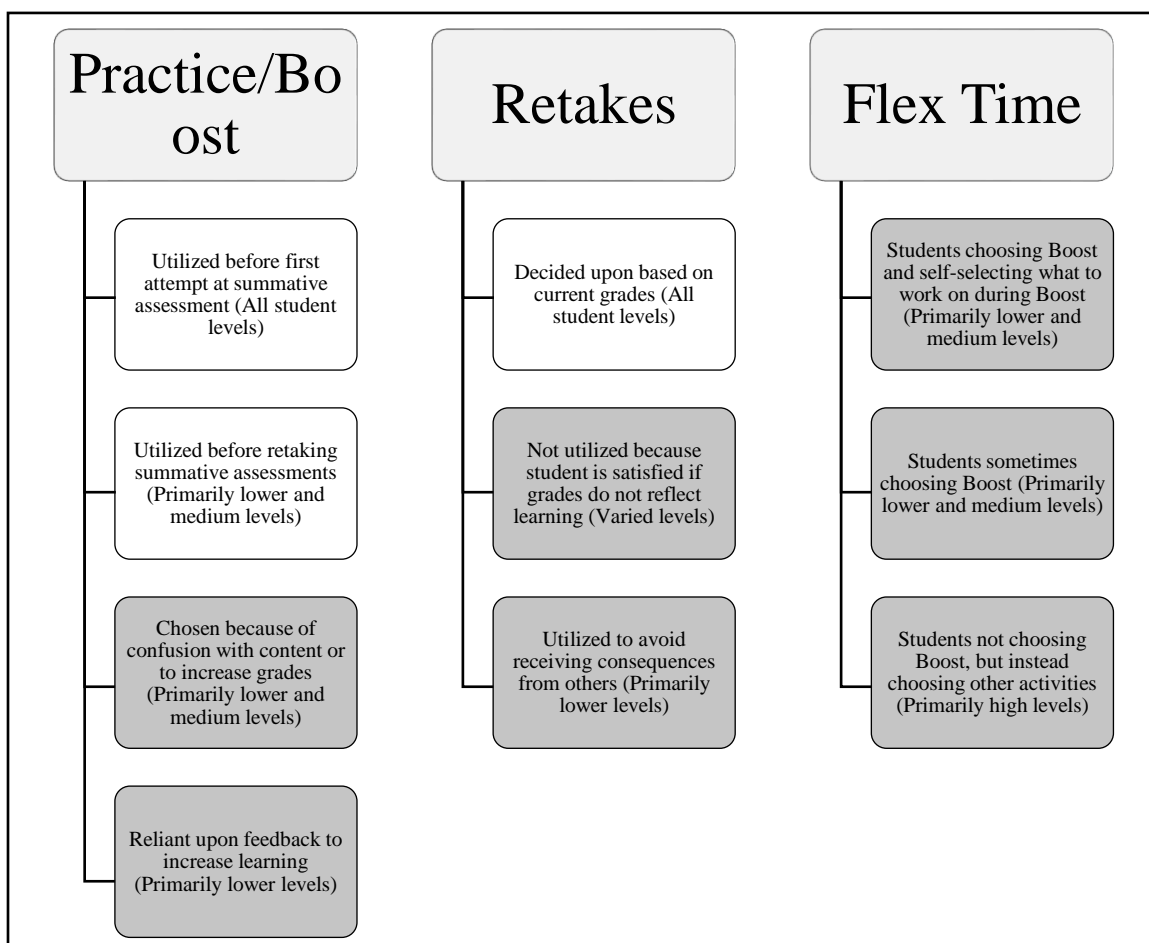 Practice/Bo
ost
Utilized before first
attempt at summative
assessment (All student
levels)
Utilized before retaking
summative assessments
(Primarily lower and
medium levels)
Chosen because of
confusion with content or
to increase grades
(Primarily lower and
medium levels)
Reliant upon feedback to
increase learning
(Primarily lower levels)
Retakes
Decided upon based on
current grades (All
student levels)
Not utilized because
student is satisfied if
grades do not reflect
learning (Varied levels)
Utilized to avoid
receiving consequences
from others (Primarily
lower levels)
Flex Time
Students choosing Boost
and self-selecting what to
work on during Boost
(Primarily lower and
medium levels)
Students sometimes
choosing Boost (Primarily
lower and medium levels)
Students not choosing
Boost, but instead
choosing other activities
(Primarily high levels)